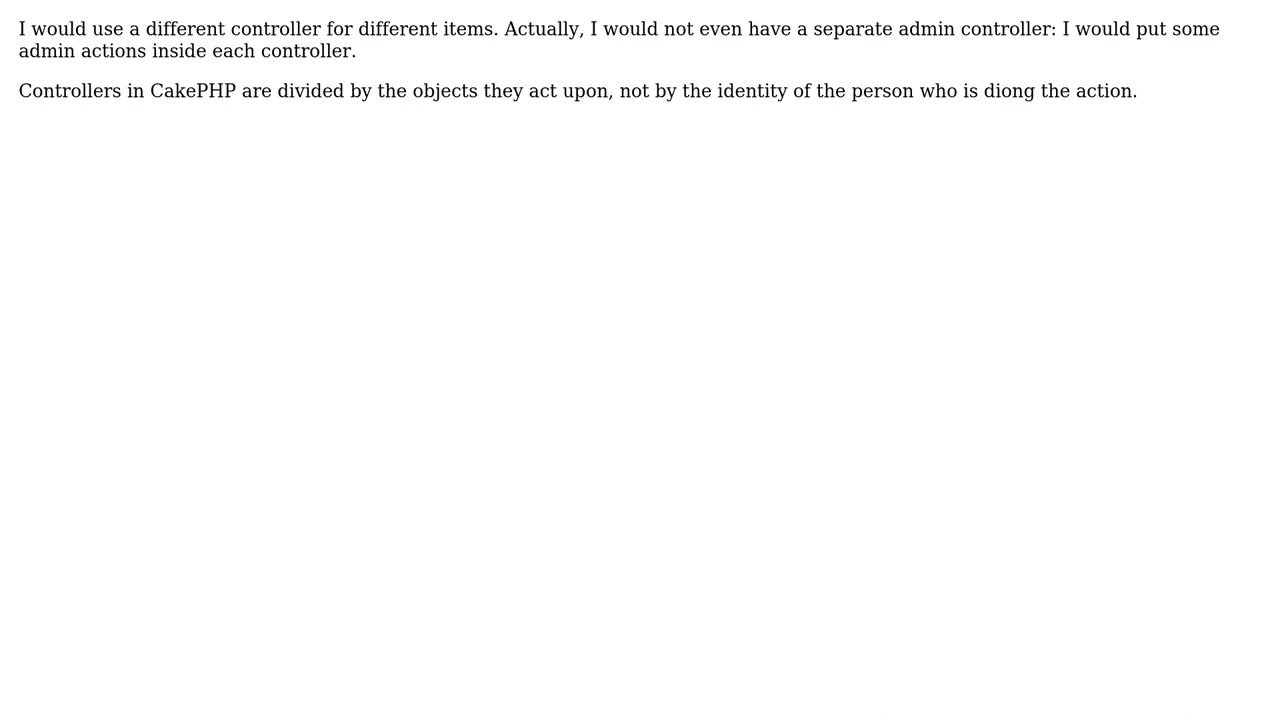 I would use a different controller for different items. Actually, I would not even have a separate admin controller: I would put some
admin actions inside each controller.
Controllers in CakePHP are divided by the objects they act upon, not by the identity of the person who is diong the action.